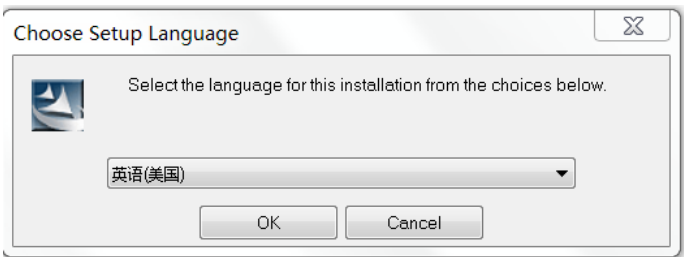 Choose Setup Language
Select the language for this installation from the choices below.
英语(美国)
OK
Cancel